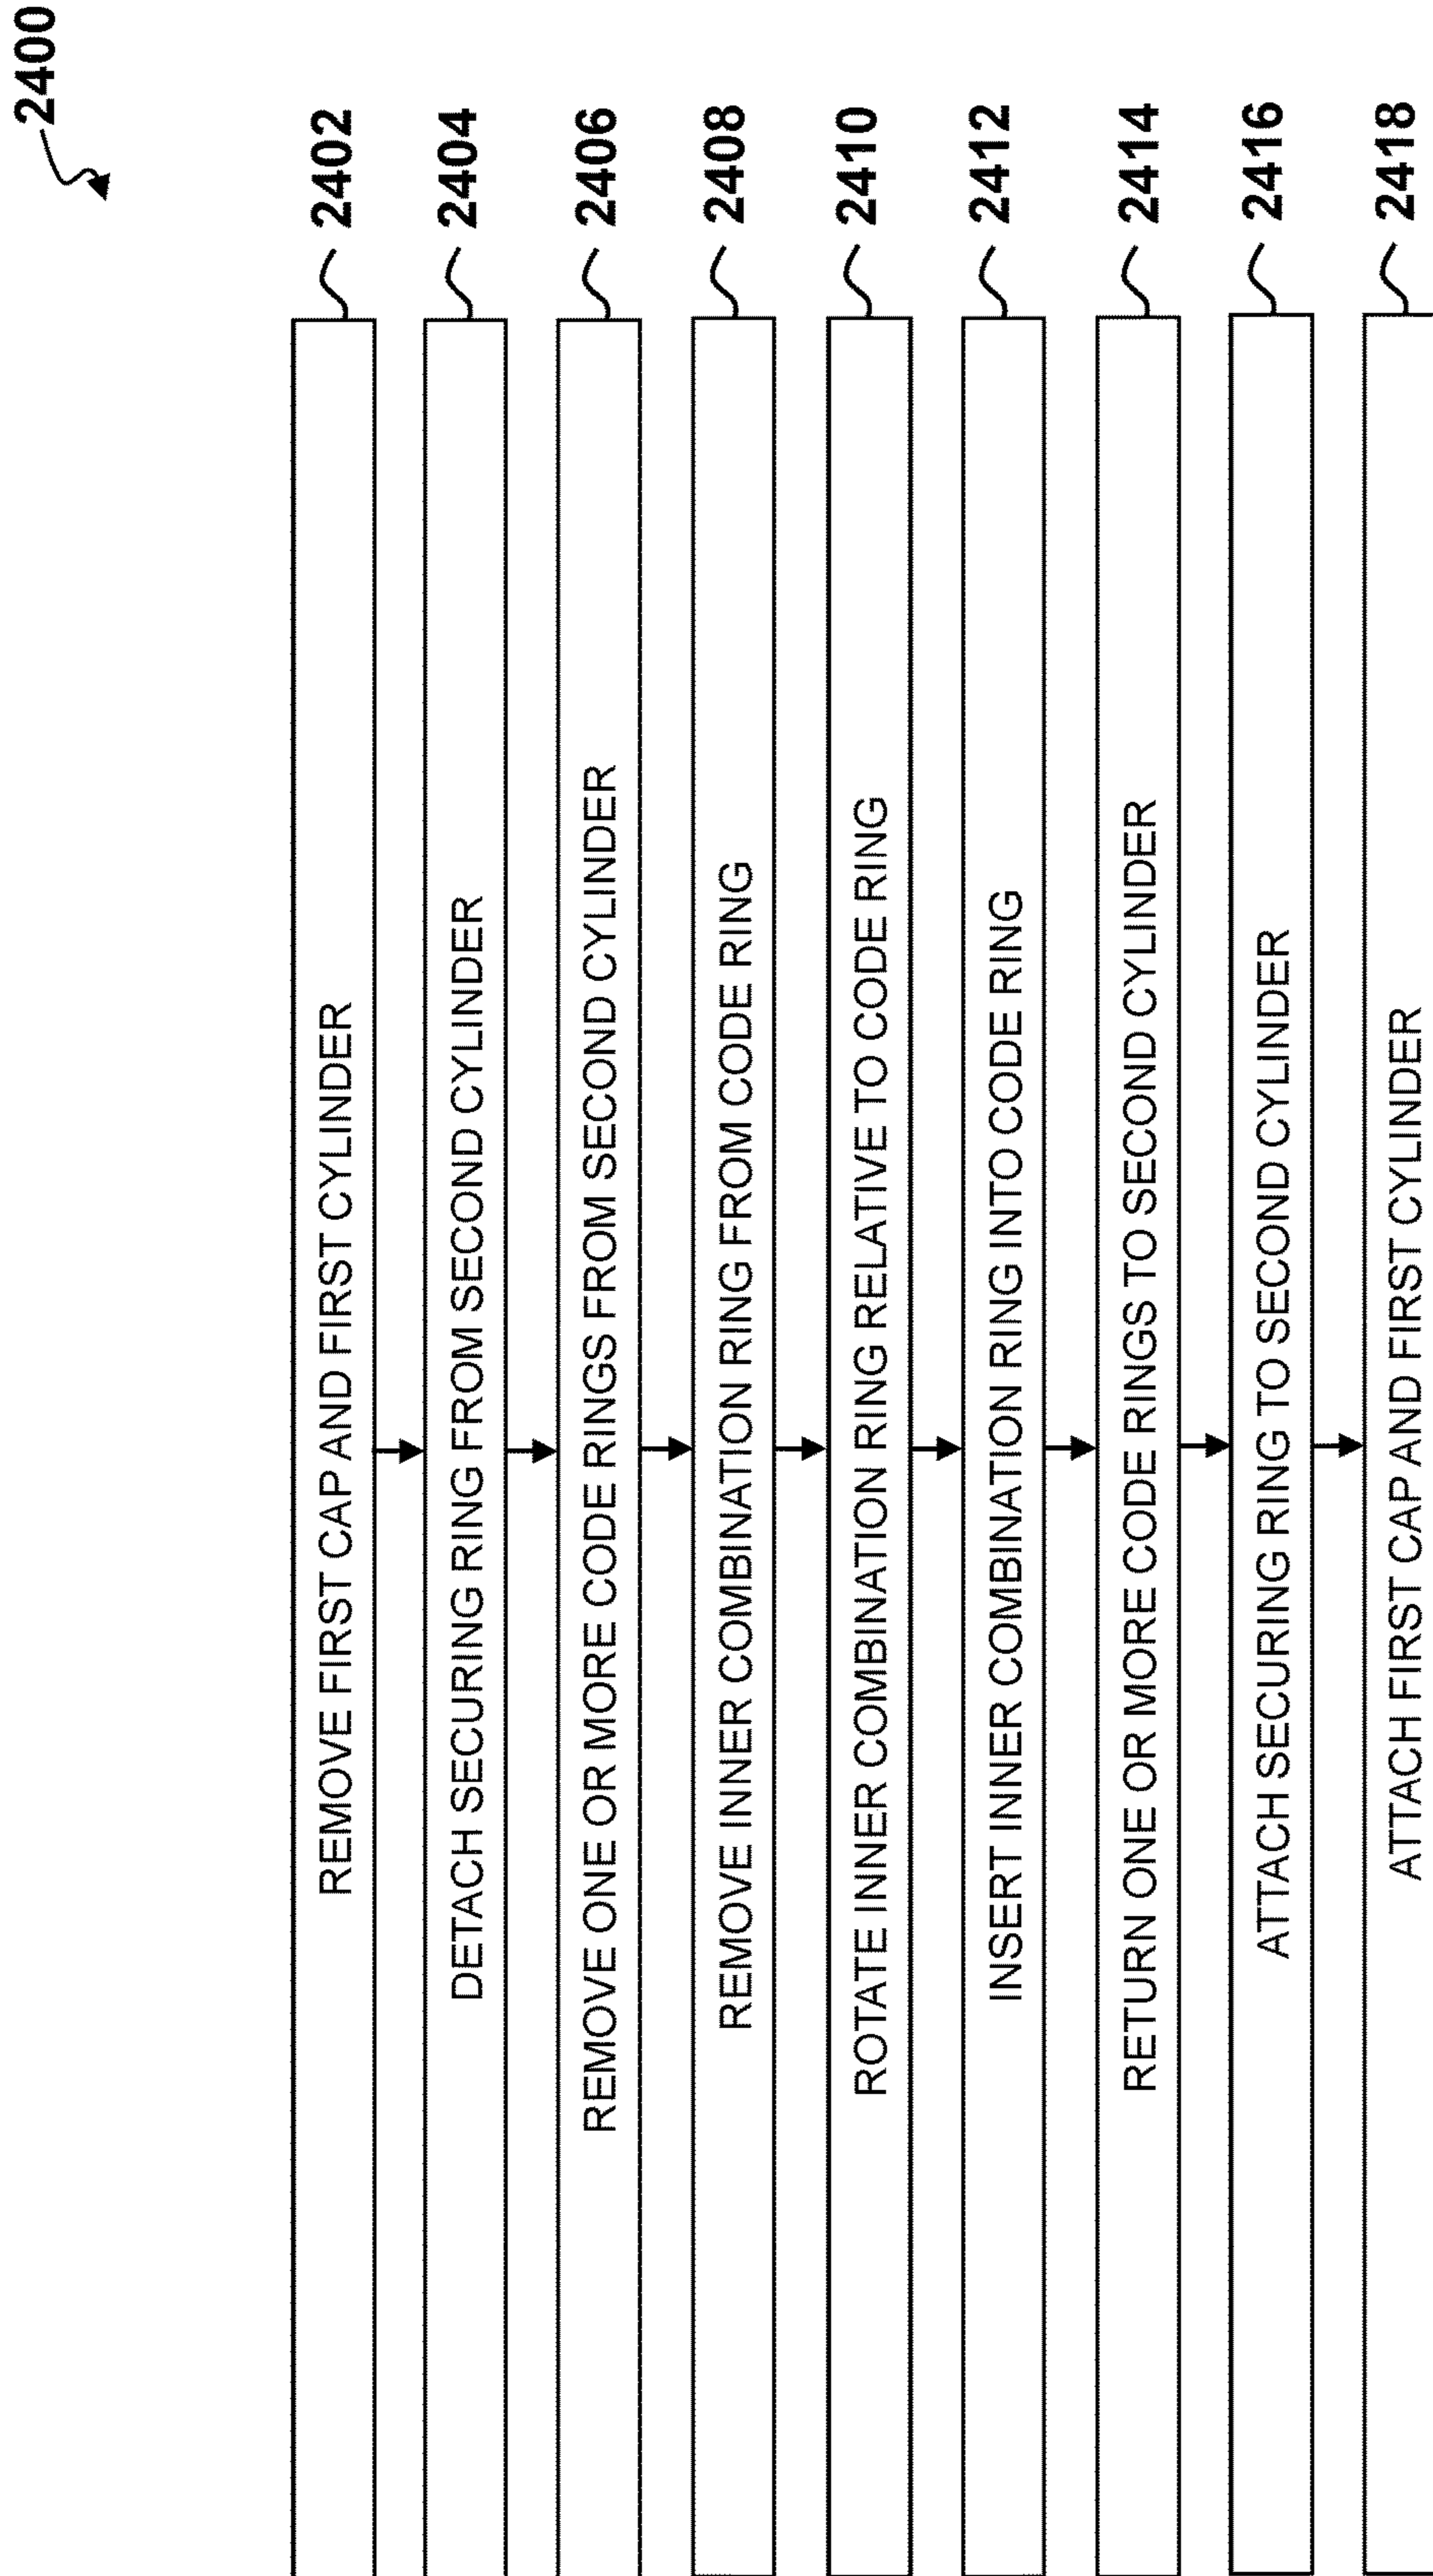 2400
REMOVE FIRST CAP AND FIRST CYLINDER 2402
DETACH SECURING RING FROM SECOND CYLINDER 2404
REMOVE ONE OR MORE CODE RINGS FROM SECOND CYLINDER 2406
REMOVE INNER COMBINATION RING FROM CODE RING 2408
ROTATE INNER COMBINATION RING RELATIVE TO CODE RING 2410
INSERT INNER COMBINATION RING INTO CODE RING 2412
RETURN ONE OR MORE CODE RINGS TO SECOND CYLINDER 2414
ATTACH SECURING RING TO SECOND CYLINDER 2416
ATTACH FIRST CAP AND FIRST CYLINDER 2418